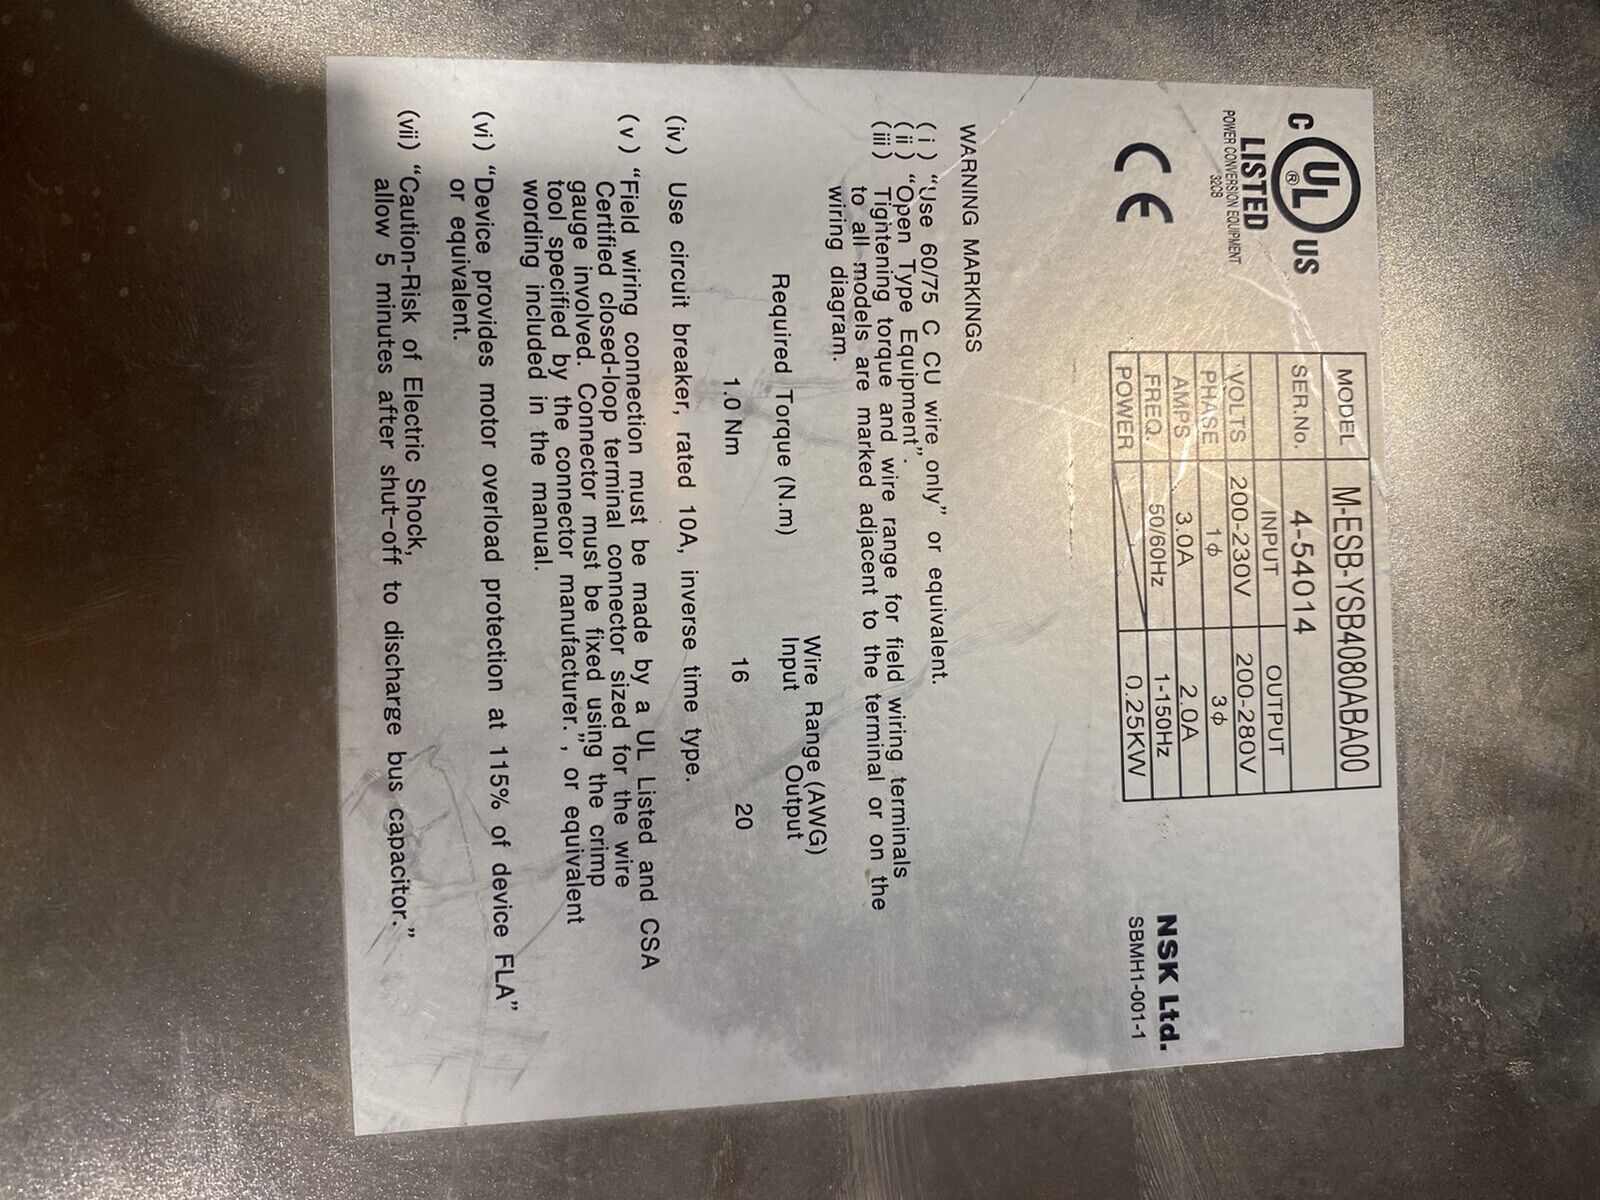 C UL® US
LISTED
POWER CONVERSION EQUIPMENT
32C8
CE
MODEL M-ESB-YSB4080ABA00
SER.No. 4-54014
INPUT OUTPUT
VOLTS 200-230V 200-280V
PHASE 1ϕ 3ϕ
AMPS 3.0A 2.0A
FREQ. 50/60Hz 1-150Hz
POWER 0.25KW
NSK Ltd.
SBMH1-001-1
WARNING MARKINGS
(i) “Use 60/75 C CU wire only” or equivalent.
(ii) “Open Type Equipment”.
(iii) Tightening torque and wire range for field wiring terminals
to all models are marked adjacent to the terminal or on the
wiring diagram.
Wire Range (AWG)
Required Torque (N.m) Input Output
1.0 Nm 16 20
(iv) Use circuit breaker, rated 10A, inverse time type.
(v) “Field wiring connection must be made by a UL Listed and CSA
Certified closed-loop terminal connector sized for the wire
gauge involved. Connector must be fixed using the crimp
tool specified by the connector manufacturer.”, or equivalent
wording included in the manual.
(vi) “Device provides motor overload protection at 115% of device FLA”
or equivalent.
(vii) “Caution-Risk of Electric Shock,
allow 5 minutes after shut-off to discharge bus capacitor.”